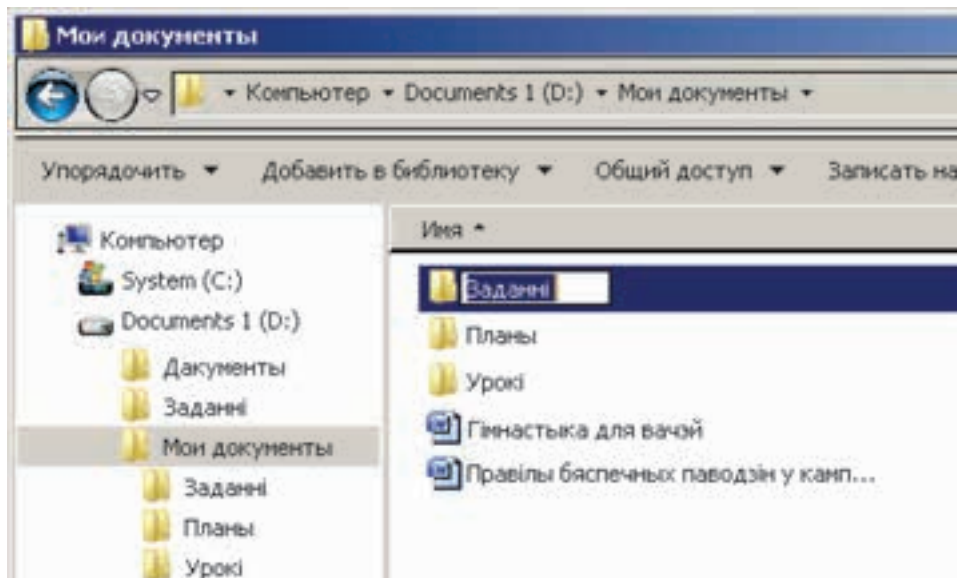 Мои документы
Компьютер Documents 1 (D:) Мои документы
Упорядочить Добавить в библиотеку Общий доступ Записать на
Компьютер
System (C:)
Documents 1 (D:)
Дакументы
Заданні
Мои документы
Заданні
Планы
Урокі
Имя
Заданні
Планы
Урокі
Гімнастыка для вачэй
Правілы бяспечных паводзін у камп...